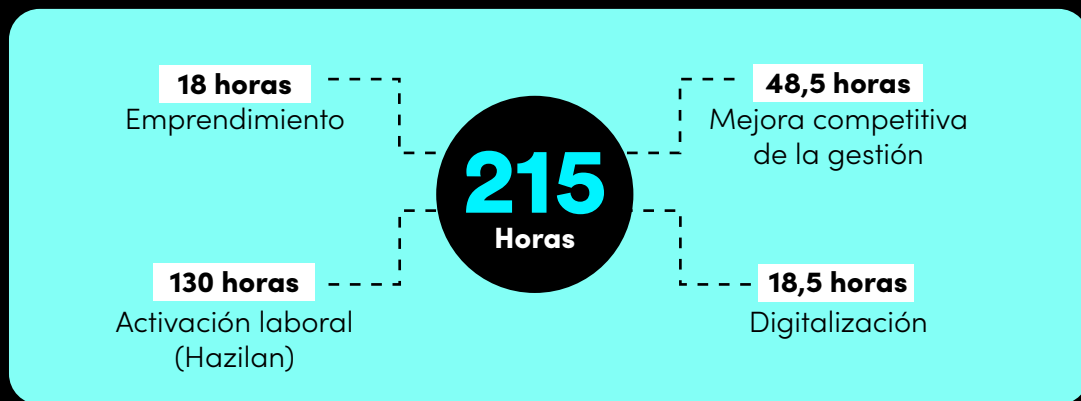 18 horas
Emprendimiento
48,5 horas
Mejora competitiva
de la gestión
215
Horas
130 horas
Activación laboral
(Hazilan)
18,5 horas
Digitalización